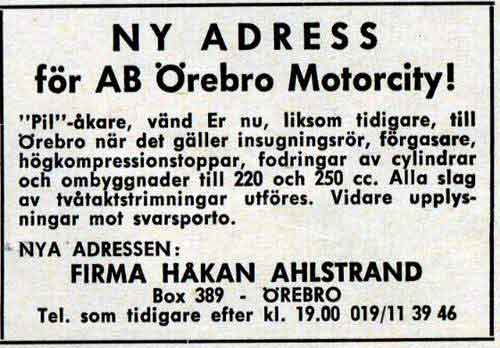 NY ADRESS
för AB Örebro Motorcity!
"Pil"-åkare, vänd Er nu, liksom tidigare, till
Örebro när det gäller insugningsrör, förgasare,
högkompressionstoppar, fodringar av cylindrar
och ombyggnader till 220 och 250 cc. Alla slag
av tvåtaktstrimningar utföres. Vidare upplys-
ningar mot svarsporto.
NYA ADRESSEN:
FIRMA HÅKAN AHLSTRAND
Box 389 - ÖREBRO
Tel. som tidigare efter kl. 19.00 019/11 39 46